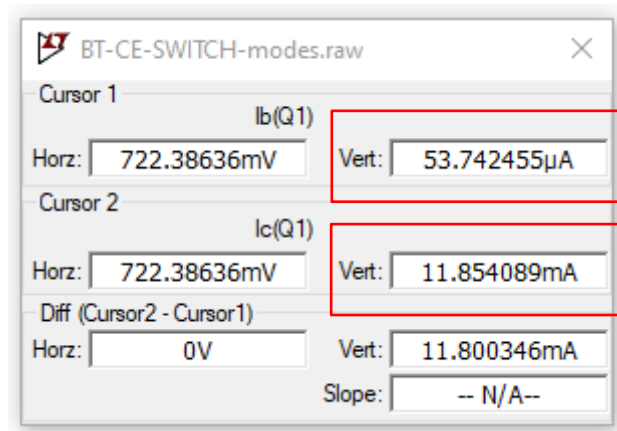 BT-CE-SWITCH-modes.raw
Cursor 1
Ib(Q1)
Horz: 722.38636mV Vert: 53.742455µA
Cursor 2
Ic(Q1)
Horz: 722.38636mV Vert: 11.854089mA
Diff (Cursor2 - Cursor1)
Horz: 0V Vert: 11.800346mA
Slope: -- N/A--